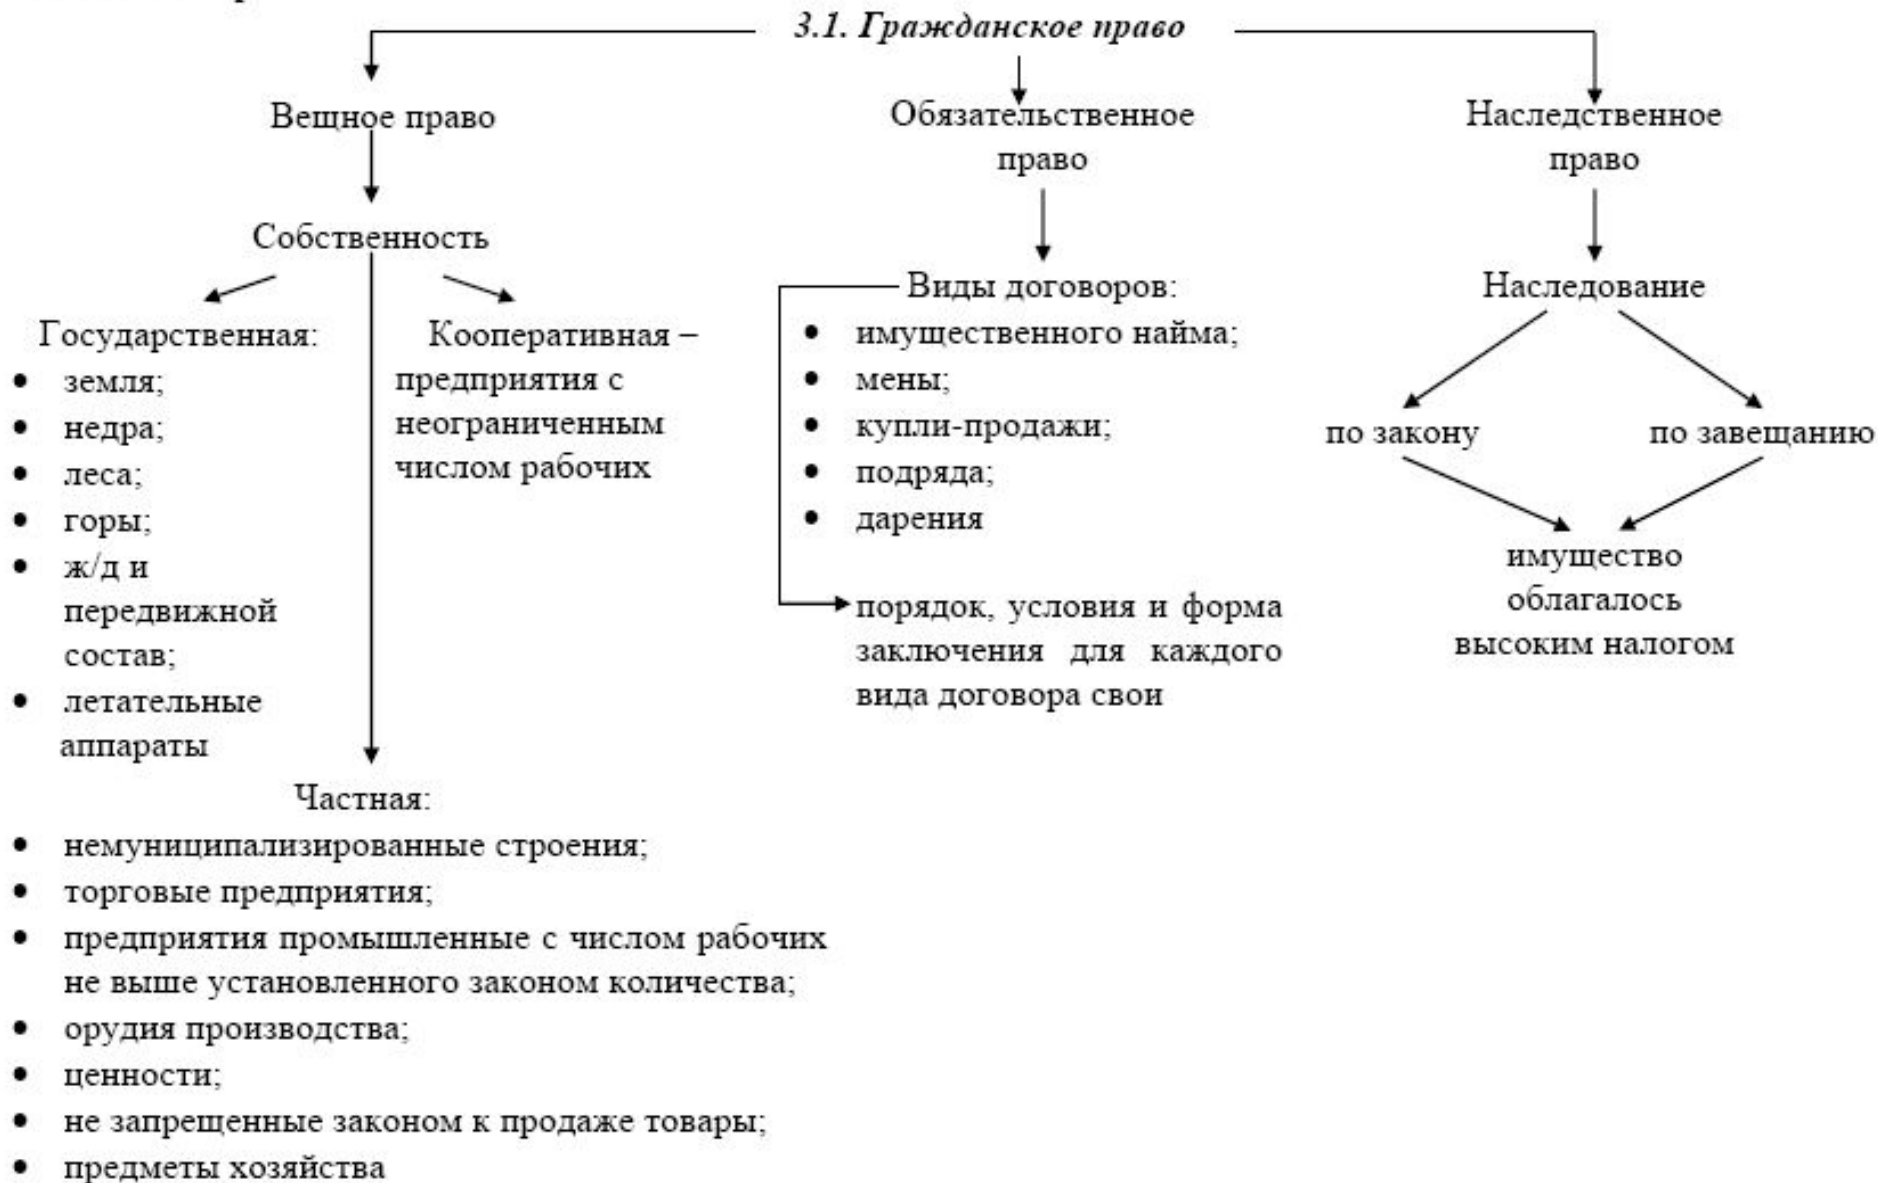 3.1. Гражданское право
Вещное право
Собственность
Государственная:
• земля;
• недра;
• леса;
• горы;
• ж/д и
передвижной
состав;
• летательные
аппараты
Кооперативная –
предприятия с
неограниченным
числом рабочих
Частная:
• немуниципализированные строения;
• торговые предприятия;
• предприятия промышленные с числом рабочих
не выше установленного законом количества;
• орудия производства;
• ценности;
• не запрещенные законом к продаже товары;
• предметы хозяйства
Обязательственное
право
Виды договоров:
• имущественного найма;
• мены;
• купли-продажи;
• подряда;
• дарения
порядок, условия и форма
заключения для каждого
вида договора свои
Наследственное
право
Наследование
по закону
по завещанию
имущество
облагалось
высоким налогом